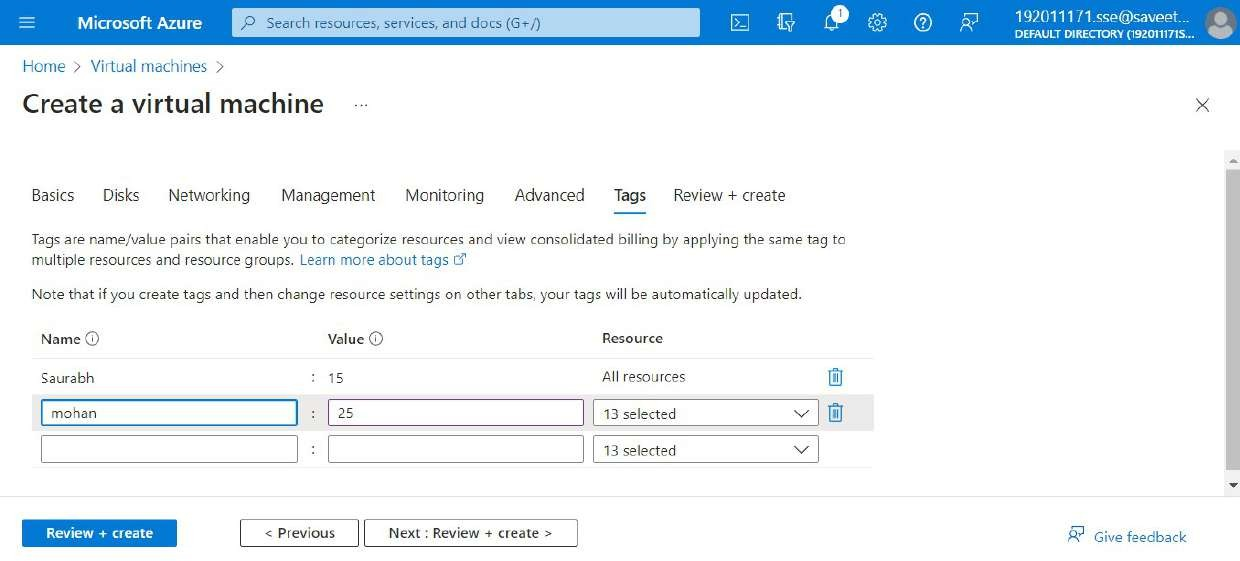 Microsoft Azure
Search resources, services, and docs (G+/)
1
192011171.sse@saveet...
DEFAULT DIRECTORY (192011171S...
Home > Virtual machines >
Create a virtual machine ...
Basics Disks Networking Management Monitoring Advanced Tags Review + create
Tags are name/value pairs that enable you to categorize resources and view consolidated billing by applying the same tag to
multiple resources and resource groups. Learn more about tags
Note that if you create tags and then change resource settings on other tabs, your tags will be automatically updated.
Name Value Resource
Saurabh : 15 All resources
mohan : 25 13 selected
: 13 selected
Review + create < Previous Next : Review + create > Give feedback